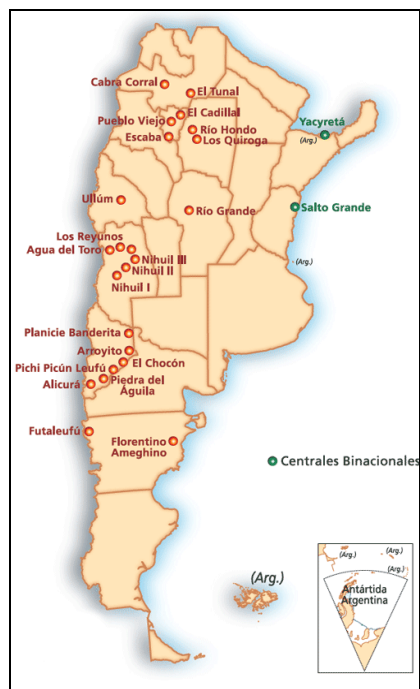 Cabra Corral
El Tunal
El Cadillal
Pueblo Viejo
Río Hondo
Escaba
Los Quiroga
Yacyretá
(Arg.)
Ullúm
Río Grande
Salto Grande
Los Reyunos
Agua del Toro
(Arg.)
Nihuil III
Nihuil II
Nihuil I
Planicie Banderita
Arroyito
El Chocón
Pichi Picún Leufú
Alicurá
Piedra del
Águila
Futaleufú
Florentino
Ameghino
Centrales Binacionales
(Arg.)
(Arg.)
(Arg.)
(Arg.)
Antártida
Argentina